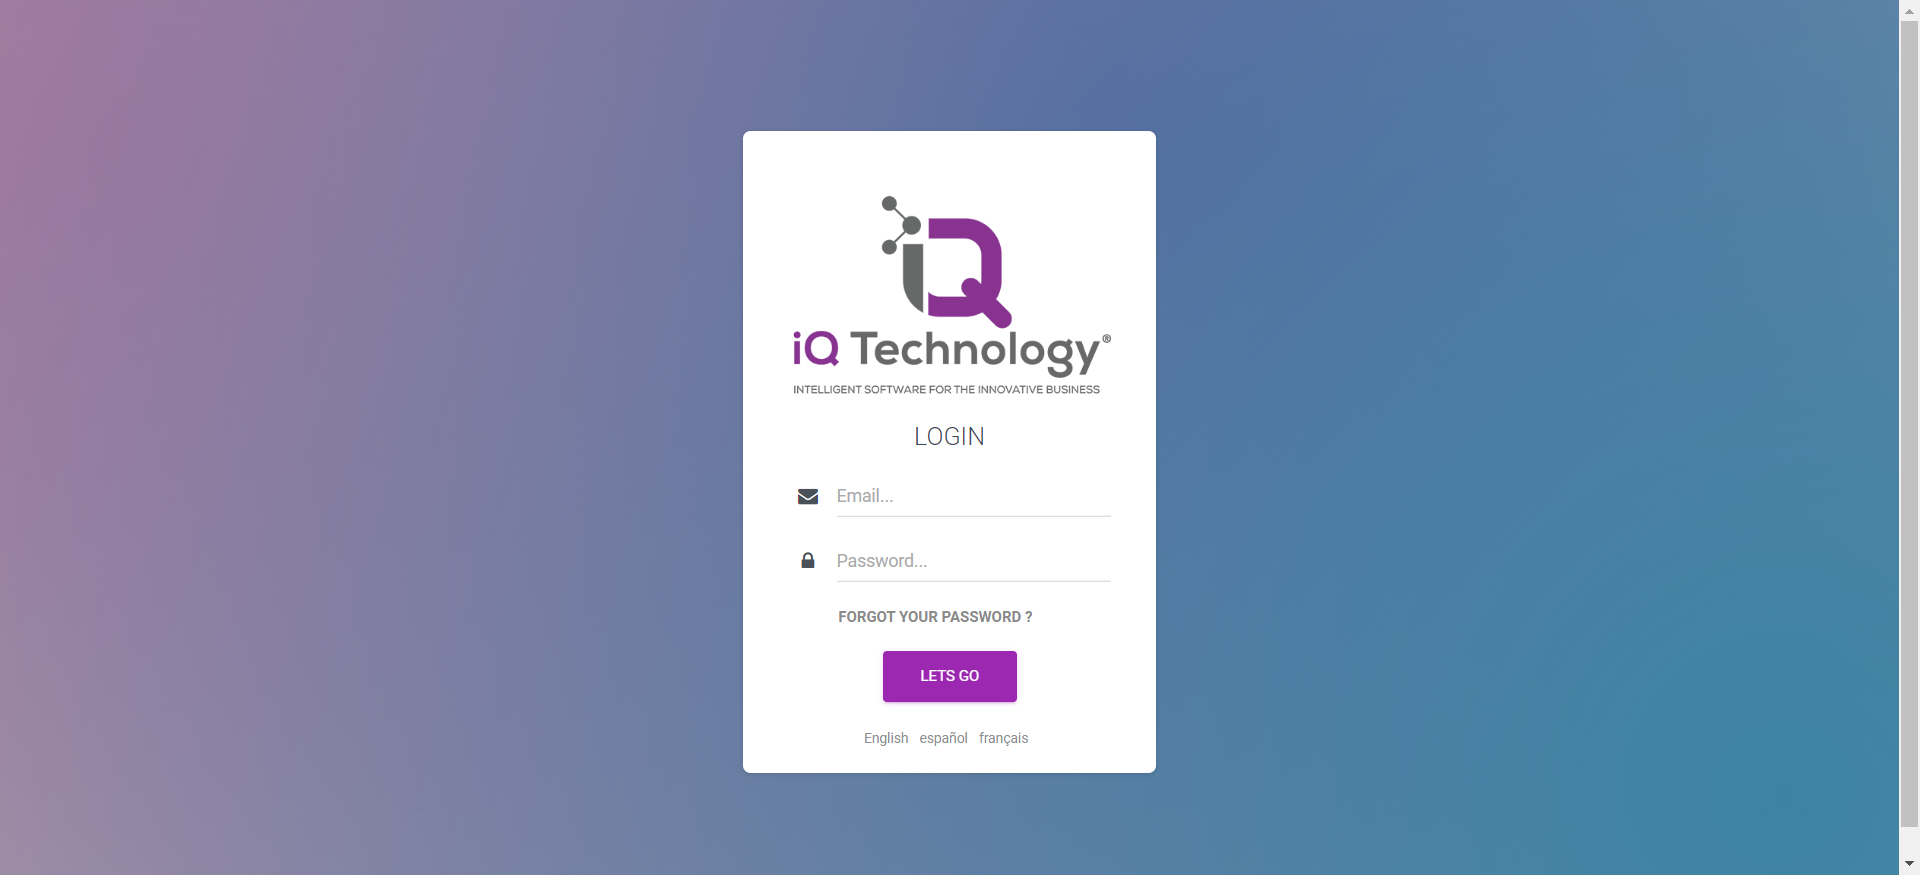 iQ
iQ Technology®
INTELLIGENT SOFTWARE FOR THE INNOVATIVE BUSINESS
LOGIN
Email...
Password...
FORGOT YOUR PASSWORD ?
LETS GO
English español français